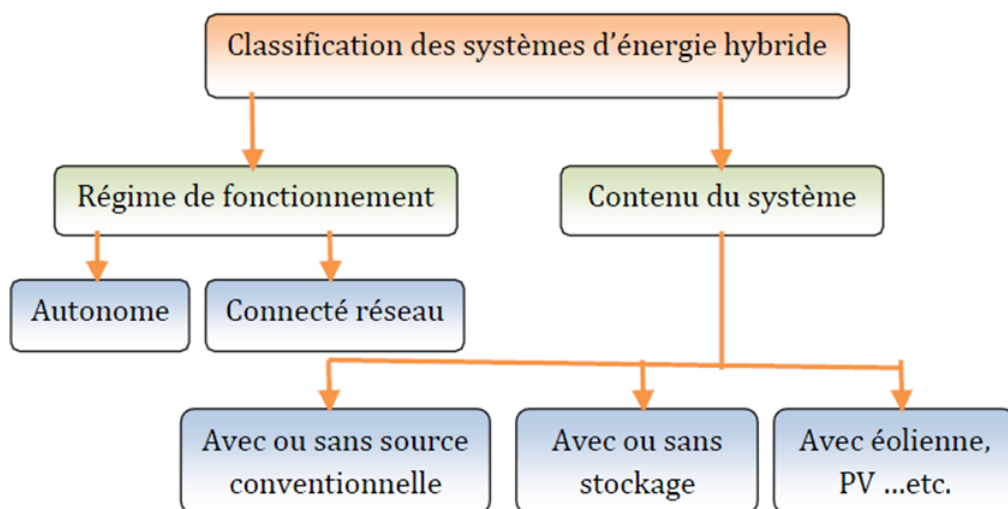 Classification des systèmes d’énergie hybride
Régime de fonctionnement
Contenu du système
Autonome
Connecté réseau
Avec ou sans source
conventionnelle
Avec ou sans
stockage
Avec éolienne,
PV ...etc.